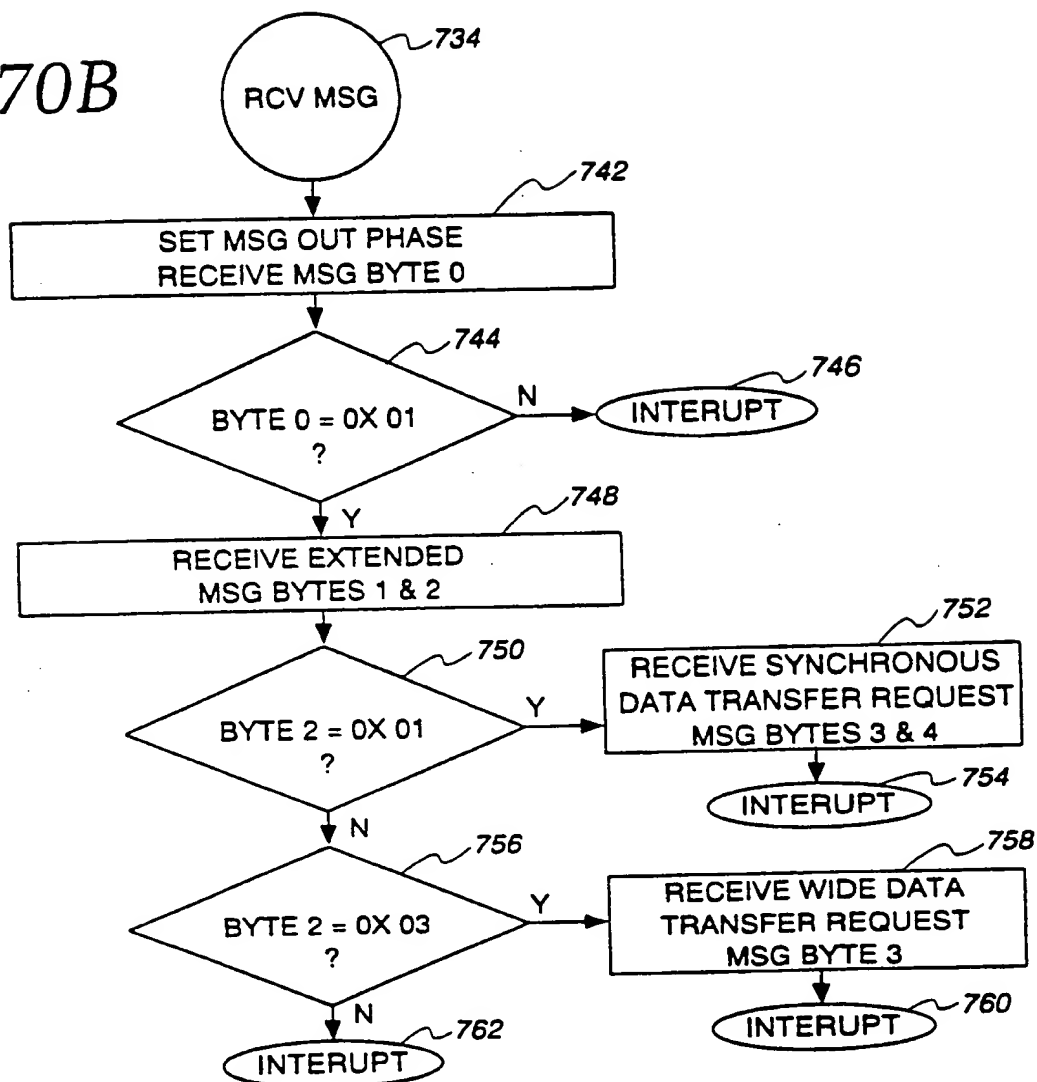 70B
734
RCV MSG
742
SET MSG OUT PHASE
RECEIVE MSG BYTE 0
744
BYTE 0 = 0X 01
?
N
746
INTERUPT
Y
748
RECEIVE EXTENDED
MSG BYTES 1 & 2
750
BYTE 2 = 0X 01
?
Y
752
RECEIVE SYNCHRONOUS
DATA TRANSFER REQUEST
MSG BYTES 3 & 4
754
INTERUPT
N
756
BYTE 2 = 0X 03
?
Y
758
RECEIVE WIDE DATA
TRANSFER REQUEST
MSG BYTE 3
760
INTERUPT
N
762
INTERUPT